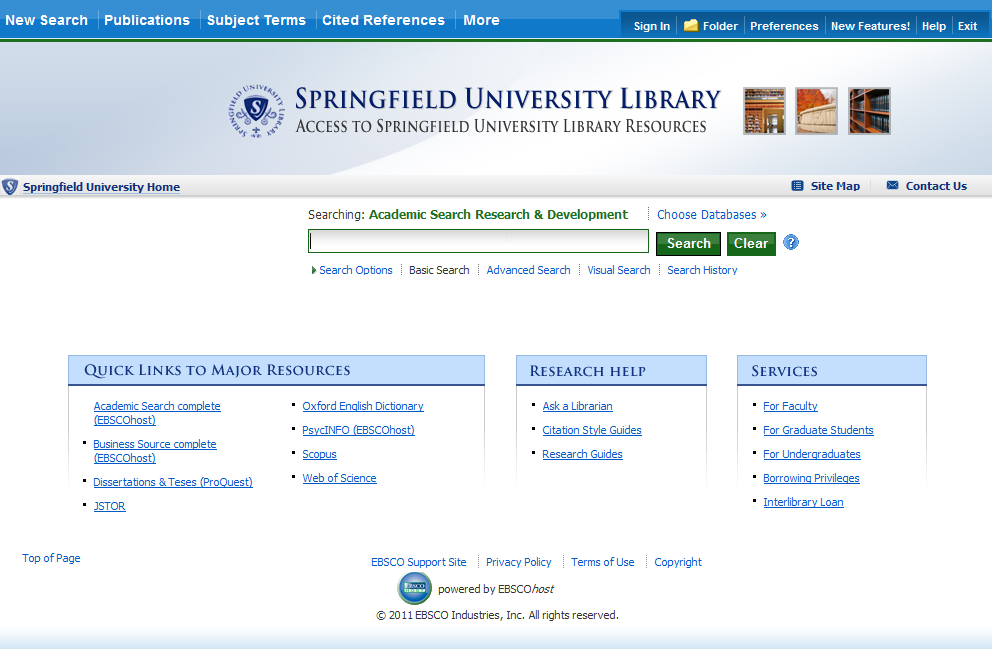 New Search Publications Subject Terms Cited References More
Sign In Folder Preferences New Features! Help Exit
SPRINGFIELD UNIVERSITY LIBRARY
SPRINGFIELD UNIVERSITY LIBRARY
ACCESS TO SPRINGFIELD UNIVERSITY LIBRARY RESOURCES
Springfield University Home Site Map Contact Us
Searching: Academic Search Research & Development Choose Databases »
Search Clear ?
Search Options Basic Search Advanced Search Visual Search Search History
QUICK LINKS TO MAJOR RESOURCES
Academic Search complete
(EBSCOhost)
Business Source complete
(EBSCOhost)
Dissertations & Teses (ProQuest)
JSTOR
Oxford English Dictionary
PsycINFO (EBSCOhost)
Scopus
Web of Science
RESEARCH HELP
Ask a Librarian
Citation Style Guides
Research Guides
SERVICES
For Faculty
For Graduate Students
For Undergraduates
Borrowing Privileges
Interlibrary Loan
Top of Page
EBSCO Support Site Privacy Policy Terms of Use Copyright
EBSCO
HOST
powered by EBSCOhost
© 2011 EBSCO Industries, Inc. All rights reserved.